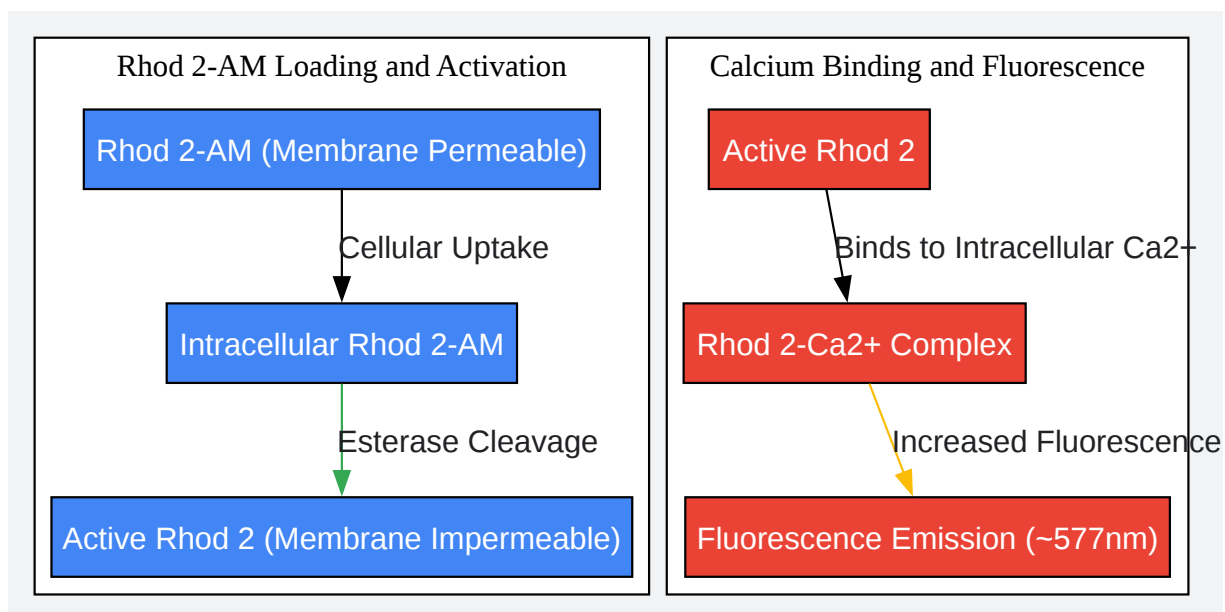 Rhod 2-AM Loading and Activation
Rhod 2-AM (Membrane Permeable)
Cellular Uptake
Intracellular Rhod 2-AM
Esterase Cleavage
Active Rhod 2 (Membrane Impermeable)
Calcium Binding and Fluorescence
Active Rhod 2
Binds to Intracellular Ca2+
Rhod 2-Ca2+ Complex
Increased Fluorescence
Fluorescence Emission (~577nm)